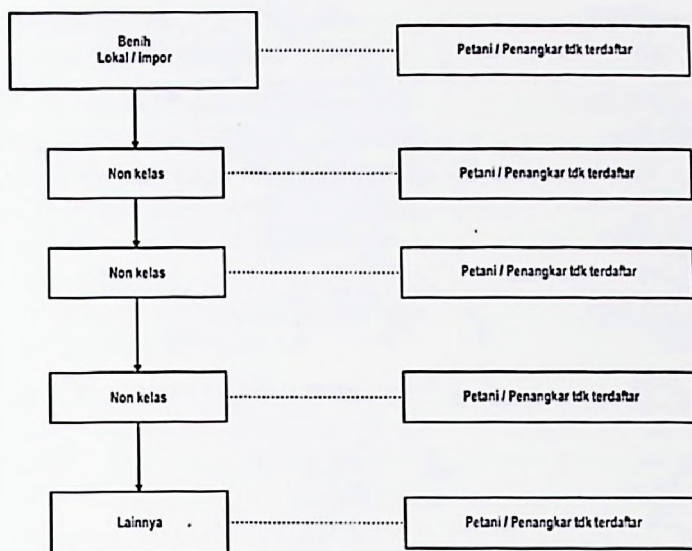 Benih
Lokal / Impor
Petani / Penangkar tdk terdaftar
Non kelas
Petani / Penangkar tdk terdaftar
Non kelas
Petani / Penangkar tdk terdaftar
Non kelas
Petani / Penangkar tdk terdaftar
Lainnya
Petani / Penangkar tdk terdaftar